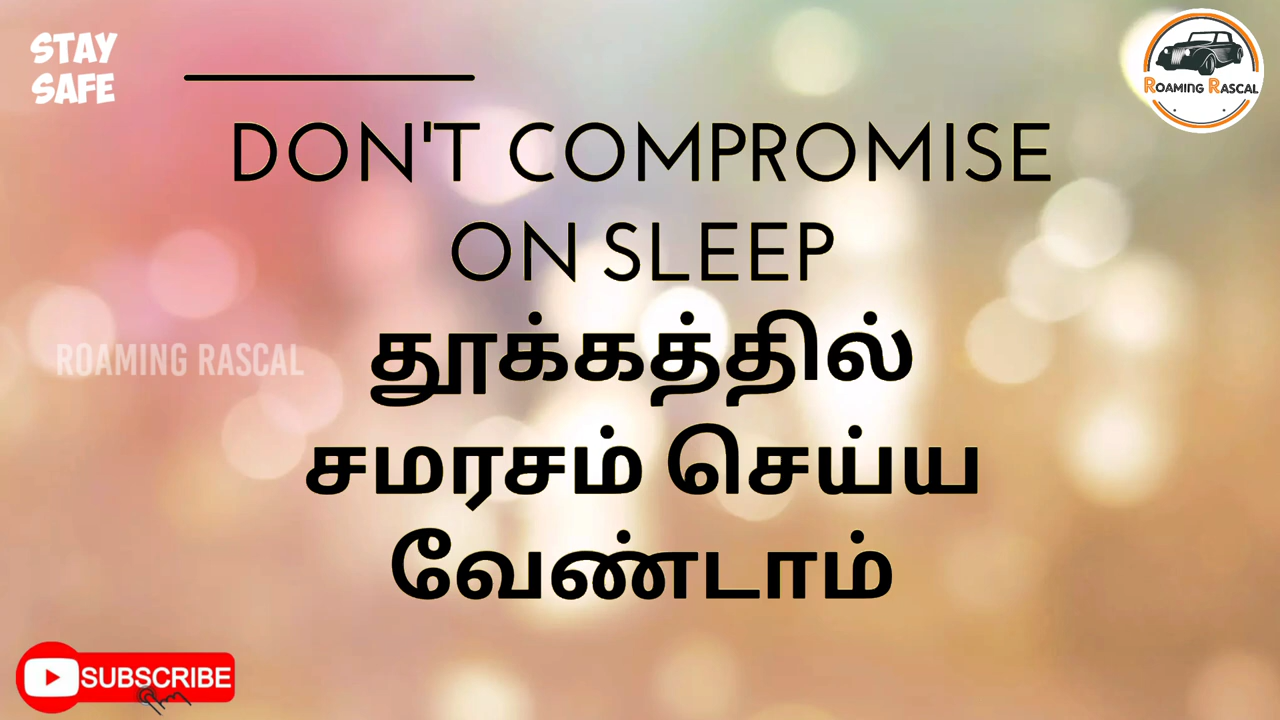 STAY
SAFE
ROAMING RASCAL
DON'T COMPROMISE
ON SLEEP
தூக்கத்தில்
ROAMING RASCAL
சமரசம் செய்ய
வேண்டாம்
SUBSCRIBE